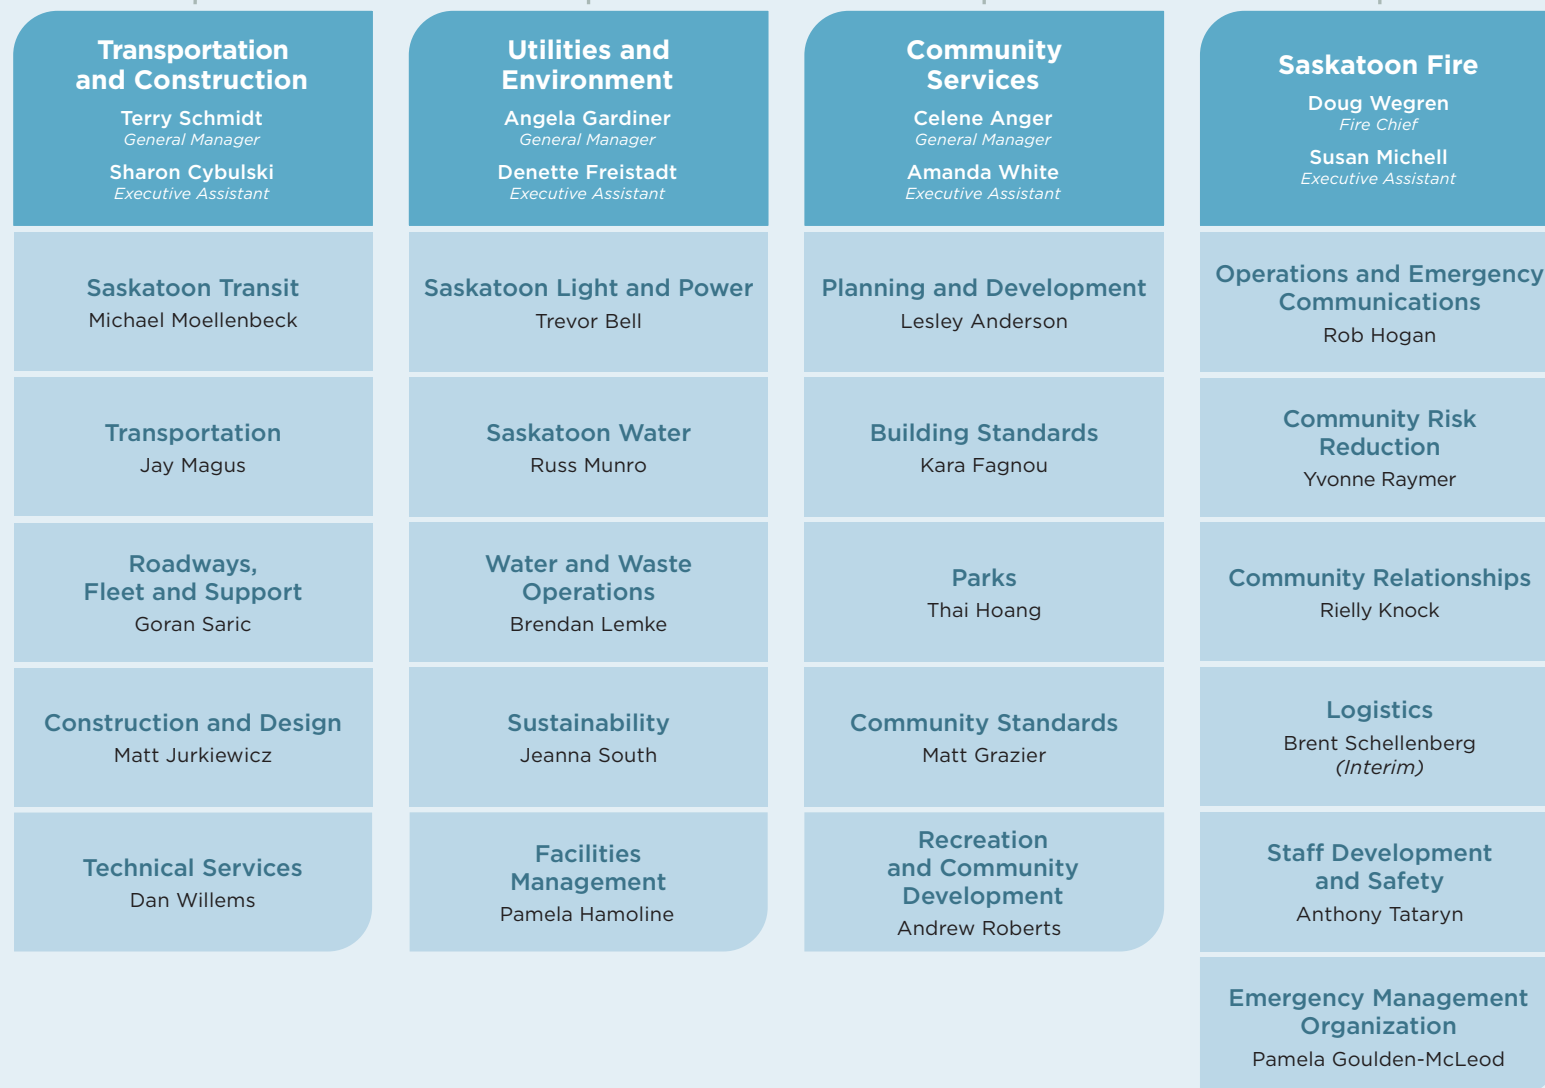 Transportation
and Construction
Terry Schmidt
General Manager
Sharon Cybulski
Executive Assistant
Saskatoon Transit
Michael Moellenbeck
Transportation
Jay Magus
Roadways,
Fleet and Support
Goran Saric
Construction and Design
Matt Jurkiewicz
Technical Services
Dan Willems
Utilities and
Environment
Angela Gardiner
General Manager
Denette Freistadt
Executive Assistant
Saskatoon Light and Power
Trevor Bell
Saskatoon Water
Russ Munro
Water and Waste
Operations
Brendan Lemke
Sustainability
Jeanna South
Facilities
Management
Pamela Hamoline
Community
Services
Celene Anger
General Manager
Amanda White
Executive Assistant
Planning and Development
Lesley Anderson
Building Standards
Kara Fagnou
Parks
Thai Hoang
Community Standards
Matt Grazier
Recreation
and Community
Development
Andrew Roberts
Saskatoon Fire
Doug Wegren
Fire Chief
Susan Michell
Executive Assistant
Operations and Emergency
Communications
Rob Hogan
Community Risk
Reduction
Yvonne Raymer
Community Relationships
Rielly Knock
Logistics
Brent Schellenberg
(Interim)
Staff Development
and Safety
Anthony Tataryn
Emergency Management
Organization
Pamela Goulden-McLeod